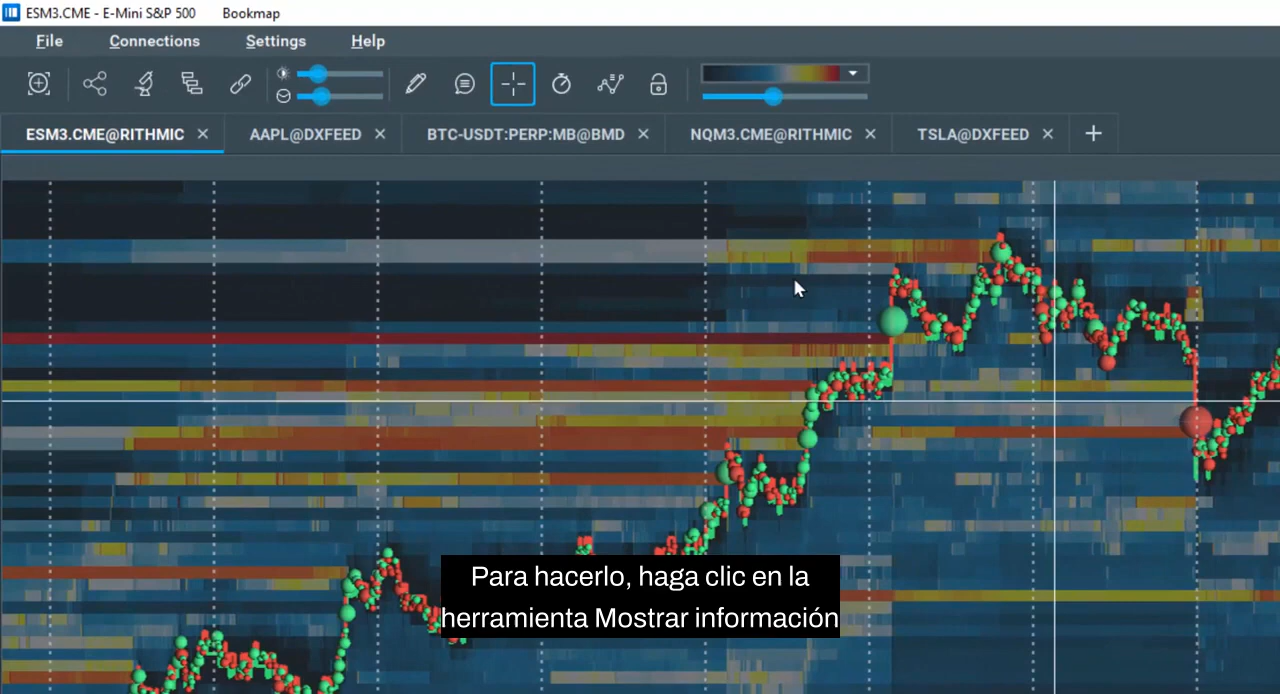 ESM3.CME - E-Mini S&P 500 Bookmap
File Connections Settings Help
ESM3.CME@RITHMIC AAPL@DXFEED BTC-USDT:PERP:MB@BMD NQM3.CME@RITHMIC TSLA@DXFEED
Para hacerlo, haga clic en la
herramienta Mostrar información